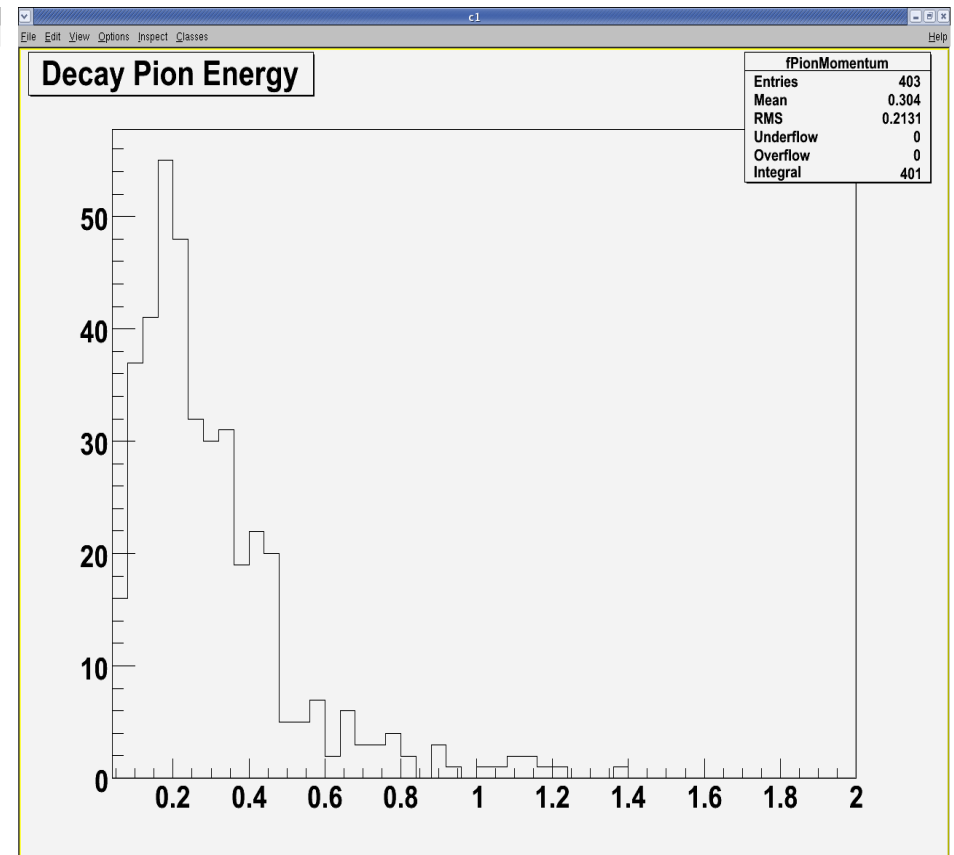 c1
File Edit View Options Inspect Classes Help
Decay Pion Energy
fPionMomentum
Entries 403
Mean 0.304
RMS 0.2131
Underflow 0
Overflow 0
Integral 401
50
40
30
20
10
0
0.2 0.4 0.6 0.8 1 1.2 1.4 1.6 1.8 2